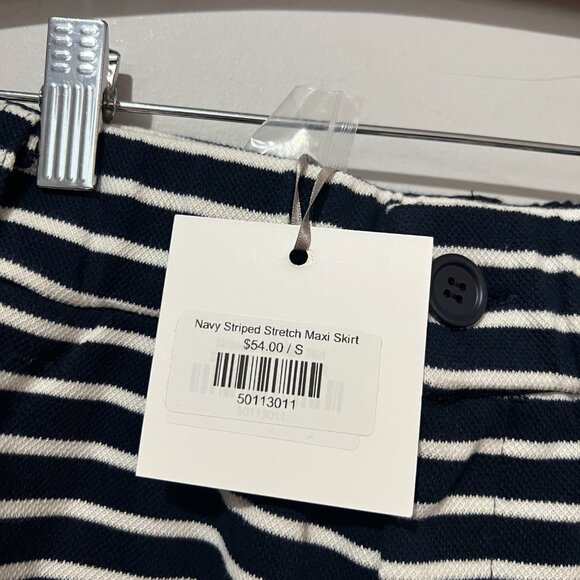 Navy Striped Stretch Maxi Skirt
$54.00 / S
50113011